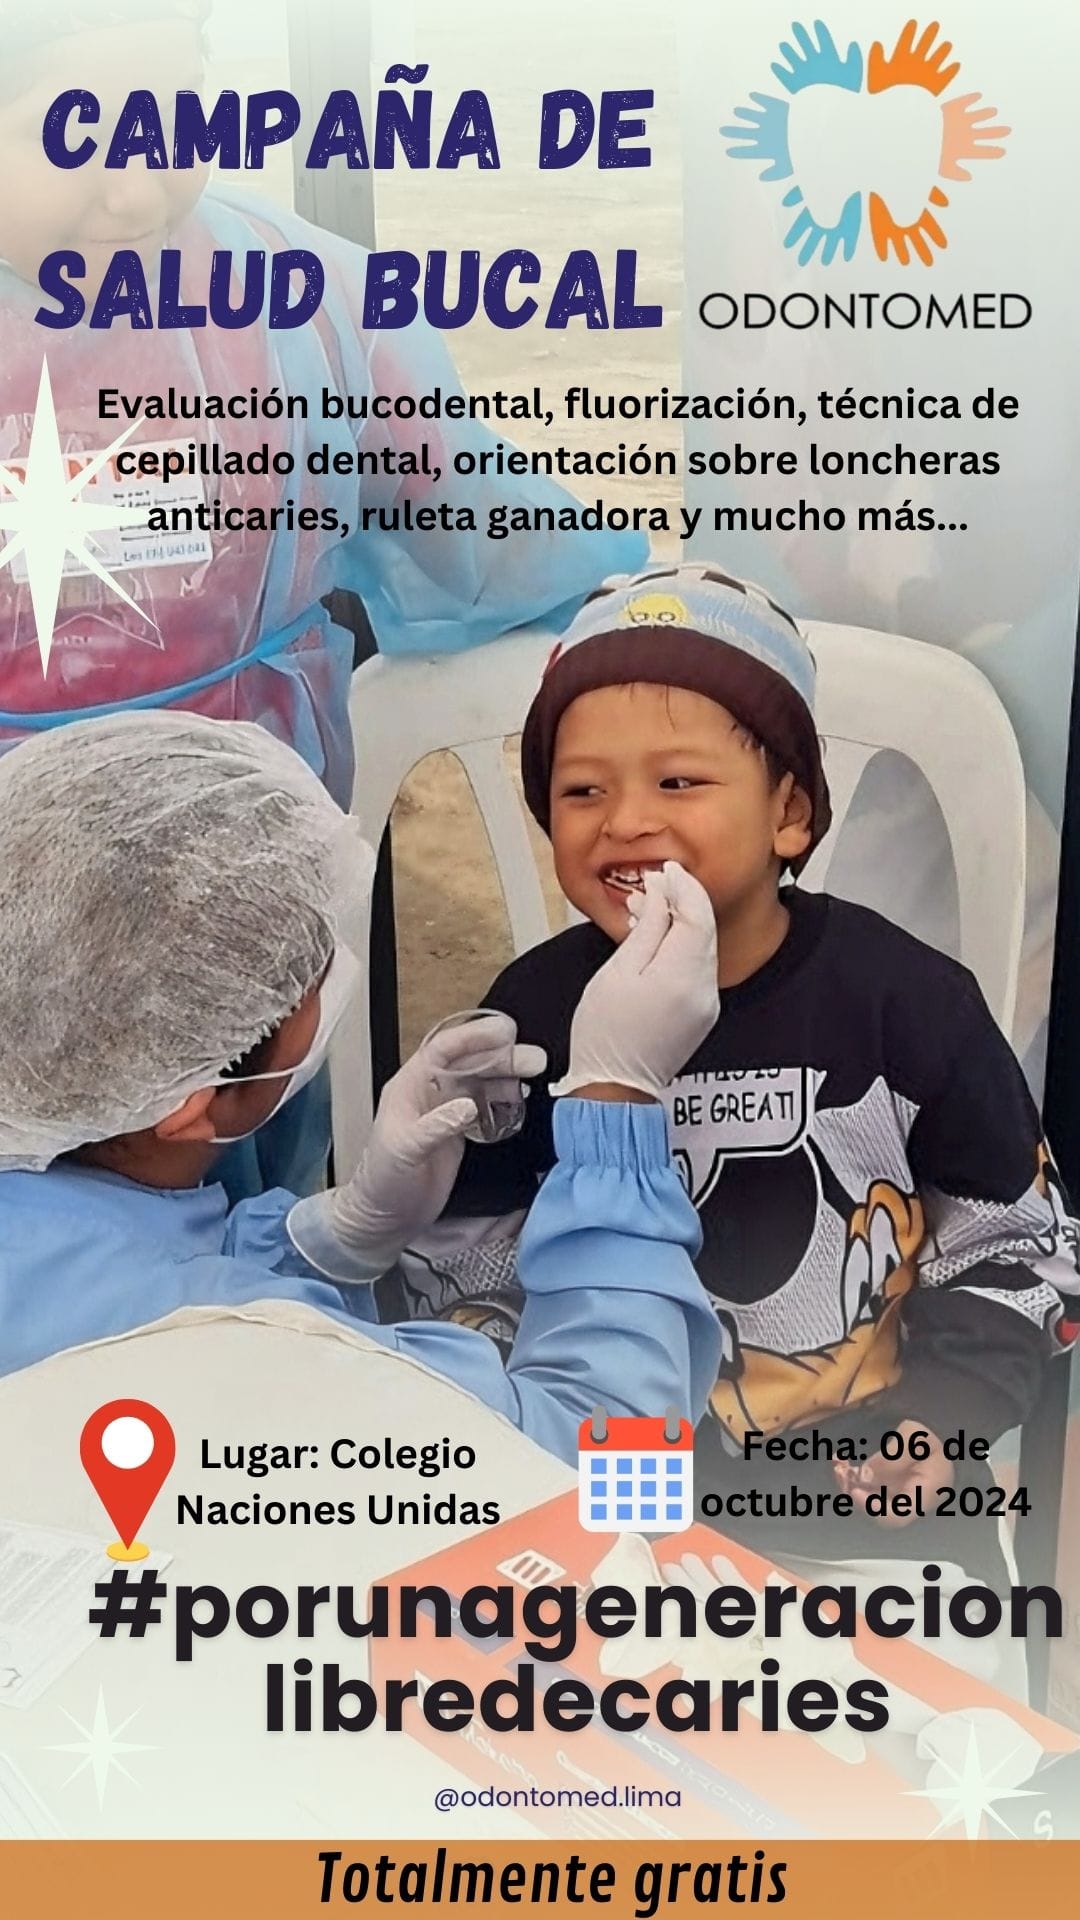 CAMPAÑA DE
SALUD BUCAL
ODONTOMED
Evaluación bucodental, fluorización, técnica de
cepillado dental, orientación sobre loncheras
anticaries, ruleta ganadora y mucho más...
BE GREAT!
Lugar: Colegio
Naciones Unidas
Fecha: 06 de
octubre del 2024
#porunageneracion
libredecaries
@odontomed.lima
Totalmente gratis